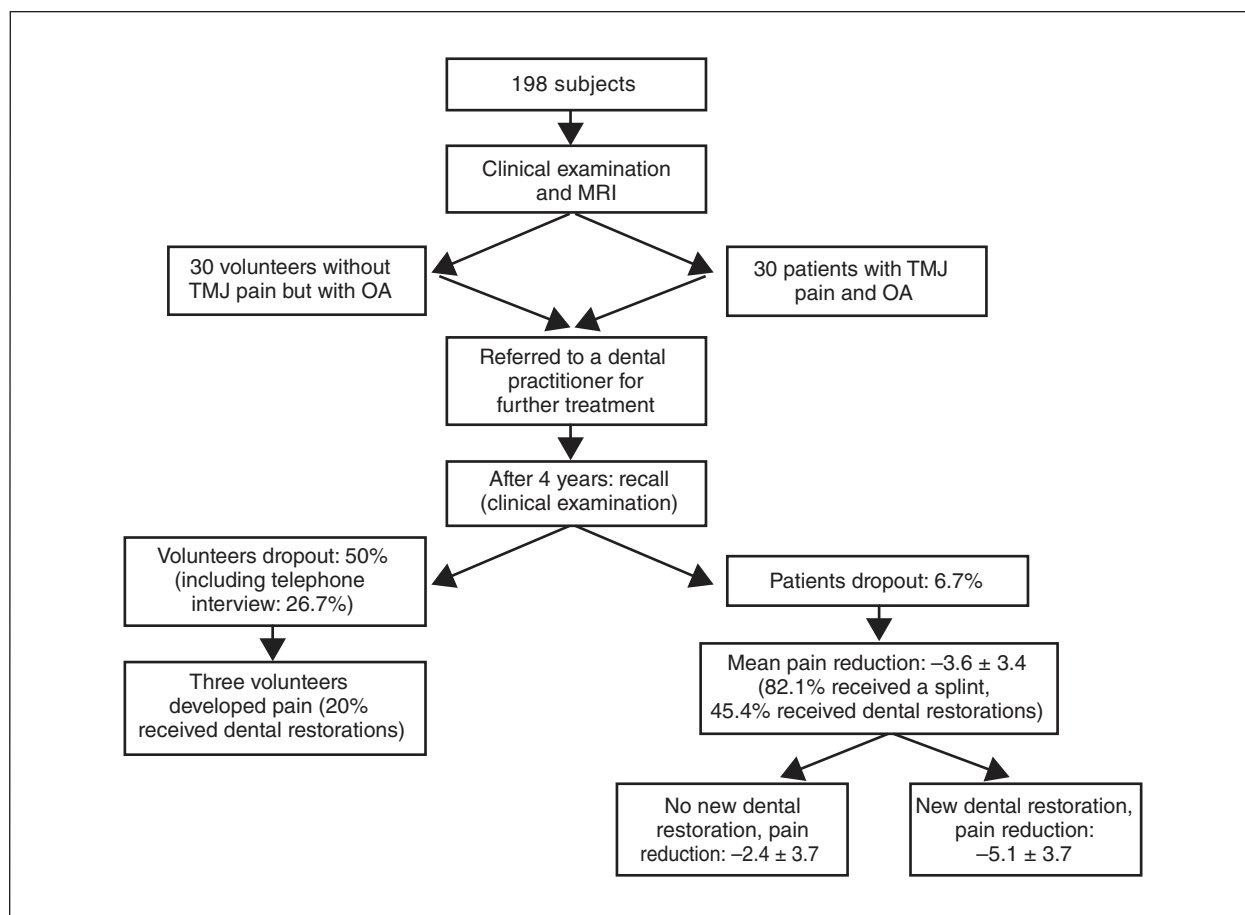 198 subjects
Clinical examination
and MRI
30 volunteers without
TMJ pain but with OA
30 patients with TMJ
pain and OA
Referred to a dental
practitioner for
further treatment
After 4 years: recall
(clinical examination)
Volunteers dropout: 50%
(including telephone
interview: 26.7%)
Patients dropout: 6.7%
Three volunteers
developed pain (20%
received dental restorations)
Mean pain reduction: –3.6 ± 3.4
(82.1% received a splint,
45.4% received dental restorations)
No new dental
restoration, pain
reduction: –2.4 ± 3.7
New dental restoration,
pain reduction:
–5.1 ± 3.7